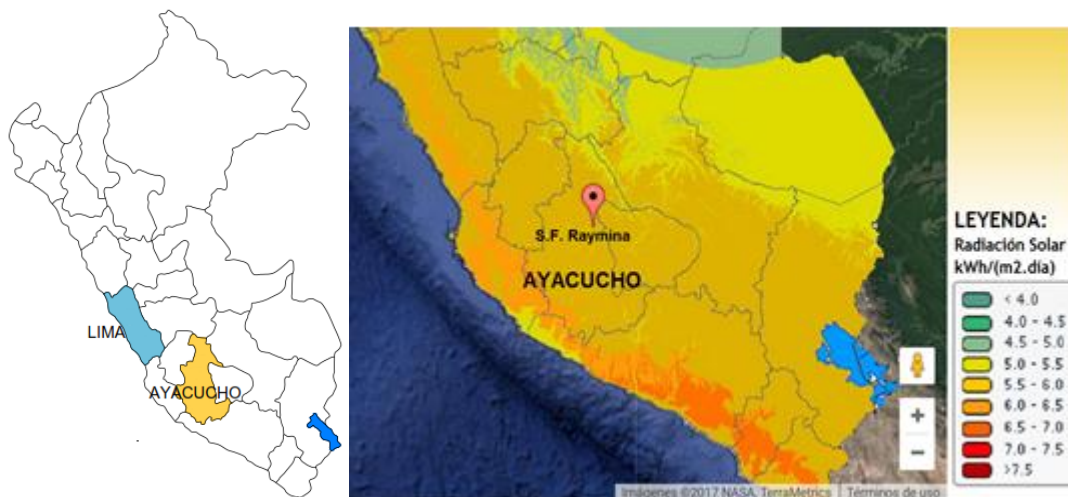 LIMA
AYACUCHO
S.F. Raymina
AYACUCHO
+
−
Imágenes ©2017 NASA, TerraMetrics
Términos de uso
LEYENDA:
Radiación Solar
kWh/(m2.día)
< 4.0
4.0 - 4.5
4.5 - 5.0
5.0 - 5.5
5.5 - 6.0
6.0 - 6.5
6.5 - 7.0
7.0 - 7.5
>7.5